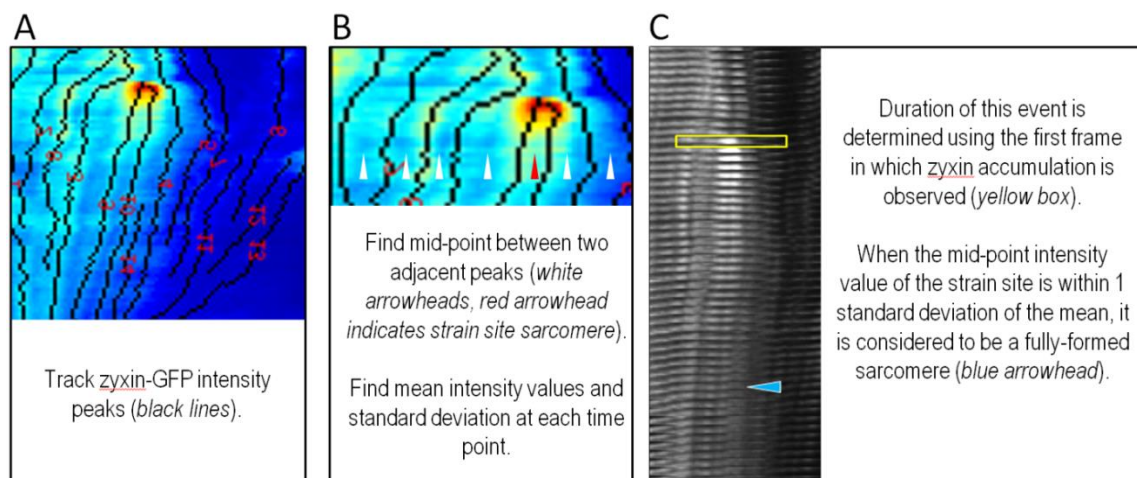 A
B
C
Track zyxin-GFP intensity
peaks (black lines).
Find mid-point between two
adjacent peaks (white
arrowheads, red arrowhead
indicates strain site sarcomere).
Find mean intensity values and
standard deviation at each time
point.
Duration of this event is
determined using the first frame
in which zyxin accumulation is
observed (yellow box).
When the mid-point intensity
value of the strain site is within 1
standard deviation of the mean, it
is considered to be a fully-formed
sarcomere (blue arrowhead).